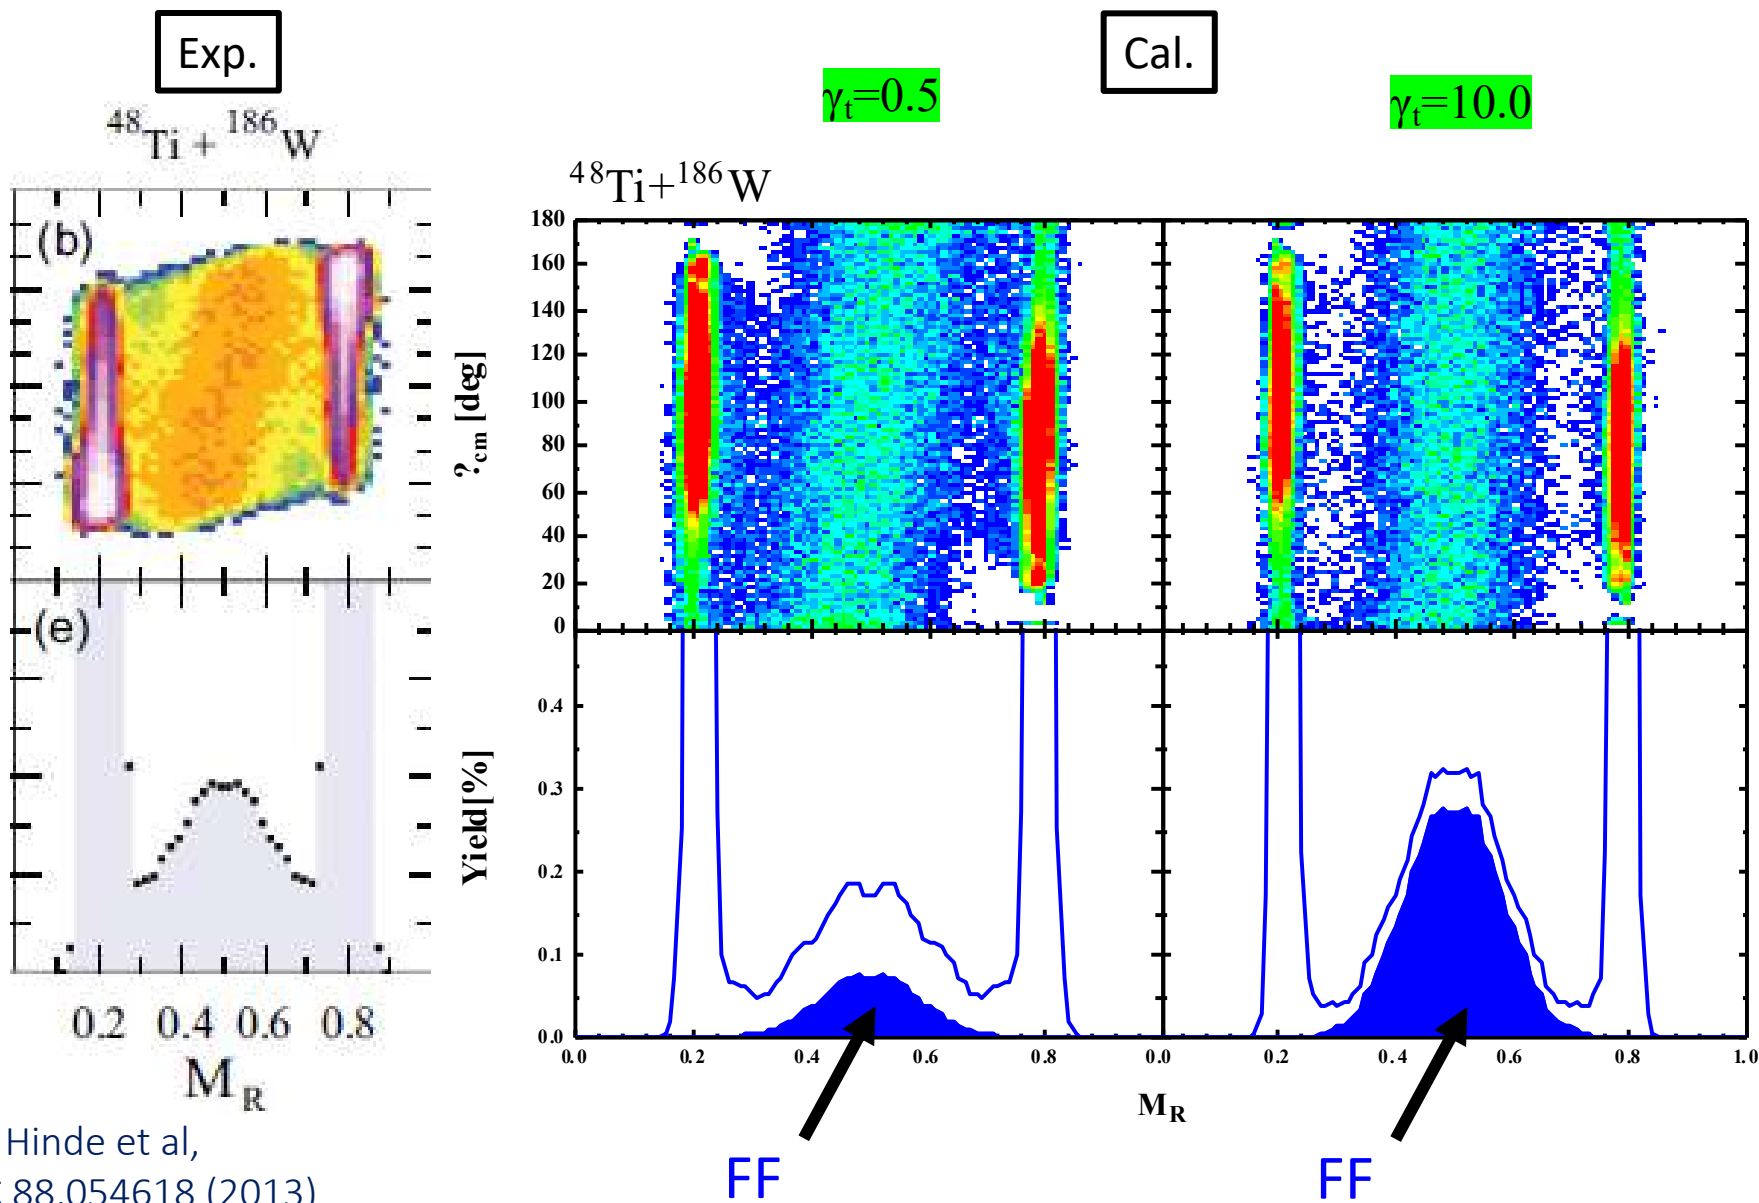 Exp.
Cal.
γt=0.5
γt=10.0
48Ti + 186W
48Ti+186W
(b)
180
160
140
120
100
80
60
40
20
0
?cm [deg]
(e)
0.4
0.3
0.2
0.1
0.0
Yield[%]
0.2 0.4 0.6 0.8
MR
0.0 0.2 0.4 0.6 0.8 0.0 0.2 0.4 0.6 0.8 1.0
MR
FF
FF
Hinde et al,
88.054618 (2013)